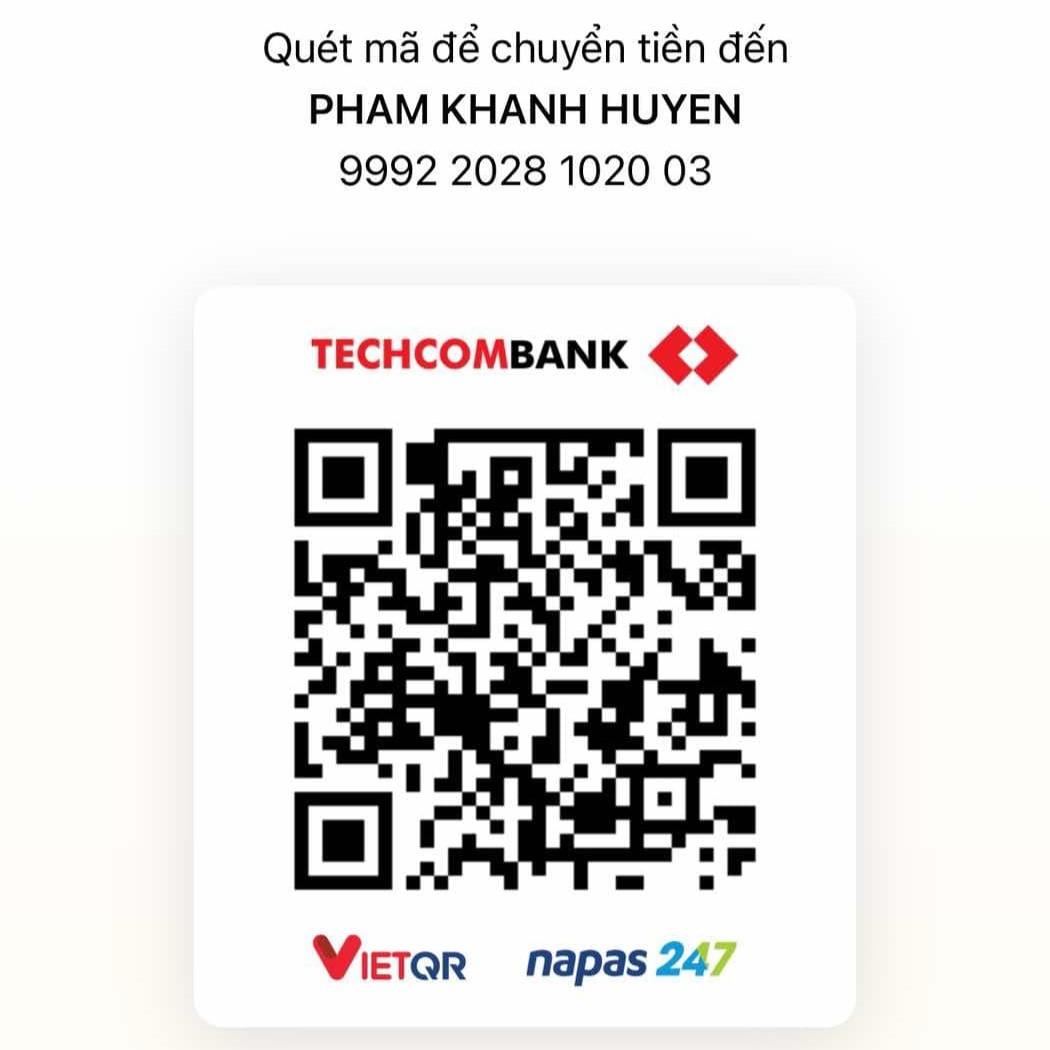 Quét mã để chuyển tiền đến
PHAM KHANH HUYEN
9992 2028 1020 03
TECHCOMBANK
VIETQR
napas 247